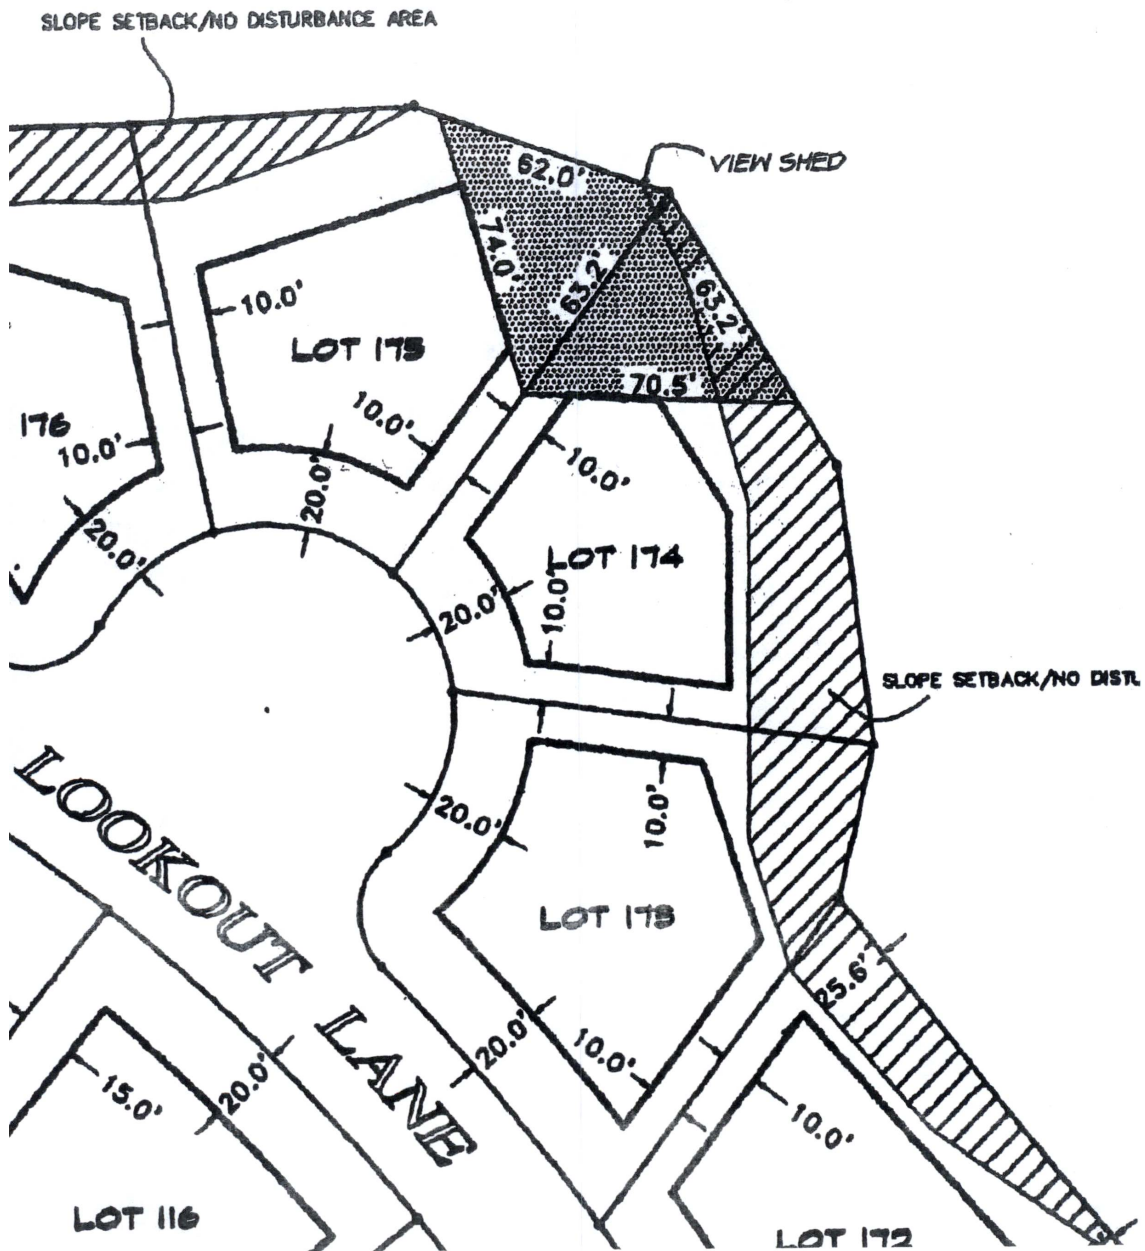 SLOPE SETBACK/NO DISTURBANCE AREA
VIEW SHED
62.0'
74.0'
63.2'
63.2'
70.5'
10.0'
LOT 175
10.0'
176
10.0'
20.0'
20.0'
10.0'
LOT 174
10.0'
20.0'
SLOPE SETBACK/NO DIST
LOOKOUT LANE
20.0'
10.0'
LOT 173
25.6'
20.0'
10.0'
15.0'
20.0'
10.0'
LOT 116
LOT 172